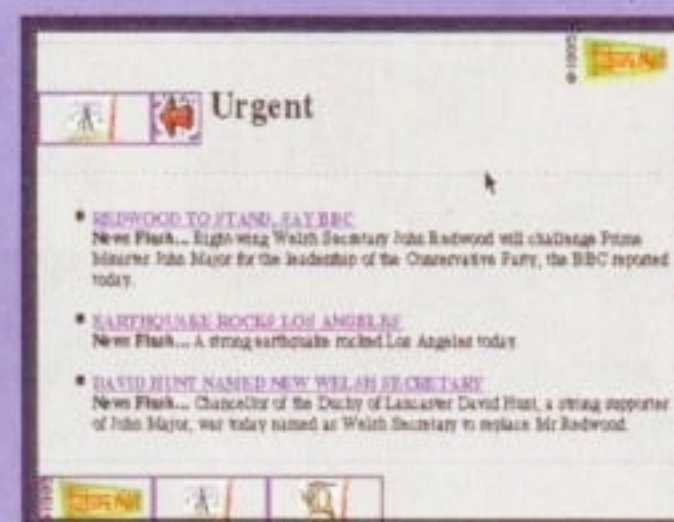 Urgent
REDWOOD TO STAND, SAY BBC
News Flash... Right-wing Welsh Secretary John Redwood will challenge Prime
Minister John Major for the leadership of the Conservative Party, the BBC reported
today.
EARTHQUAKE ROCKS LOS ANGELES
News Flash... A strong earthquake rocked Los Angeles today.
DAVID HUNT NAMED NEW WELSH SECRETARY
News Flash... Chancellor of the Duchy of Lancaster David Hunt, a strong supporter
of John Major, was today named as Welsh Secretary to replace Mr Redwood.